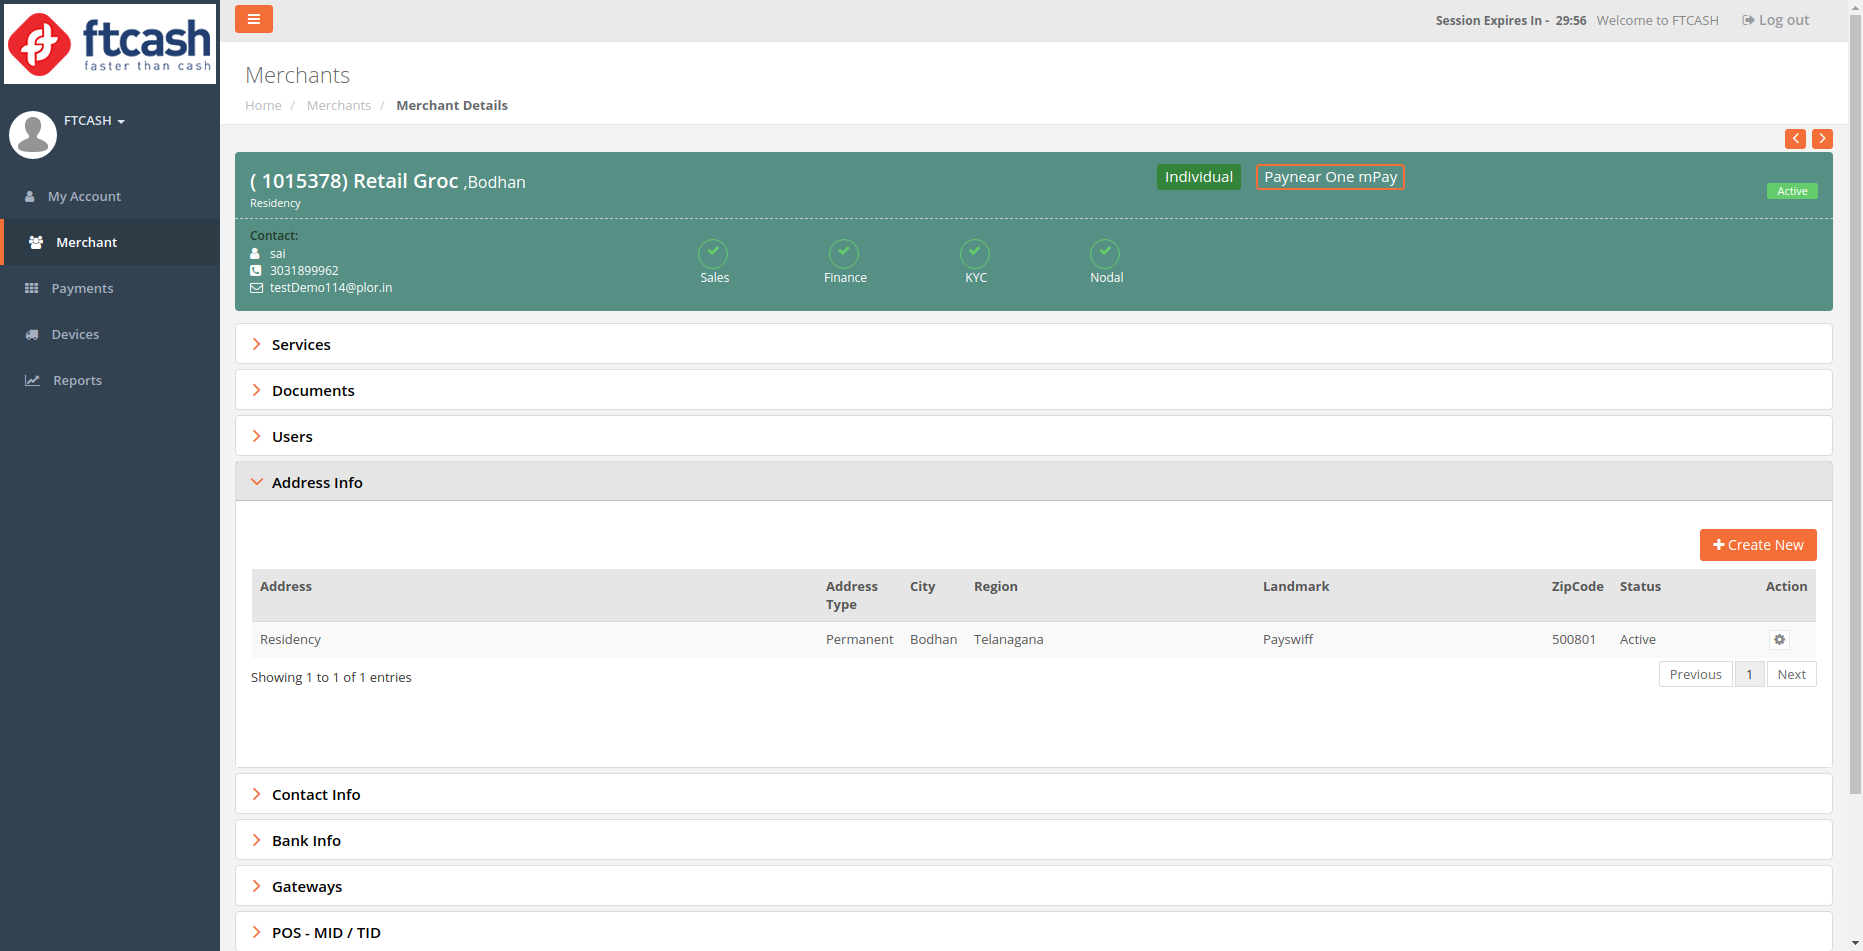 ftcash
faster than cash
FTCASH
My Account
Merchant
Payments
Devices
Reports
Session Expires In - 29:56 Welcome to FTCASH Log out
Merchants
Home / Merchants / Merchant Details
( 1015378) Retail Groc ,Bodhan
Individual
Paynear One mPay
Active
Residency
Contact:
sai
3031899962
testDemo114@plor.in
Sales
Finance
KYC
Nodal
Services
Documents
Users
Address Info
Create New
Address Address Type City Region Landmark ZipCode Status Action
Residency Permanent Bodhan Telanagana Payswiff 500801 Active
Showing 1 to 1 of 1 entries
Previous 1 Next
Contact Info
Bank Info
Gateways
POS - MID / TID